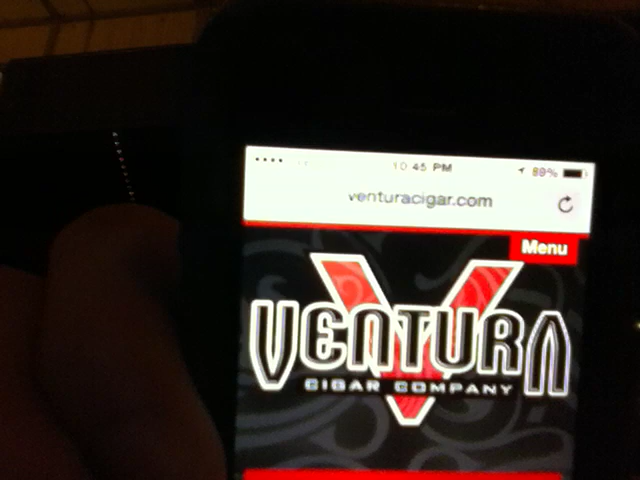 10:45 PM
89%
venturacigar.com
Menu
VENTURA
CIGAR COMPANY